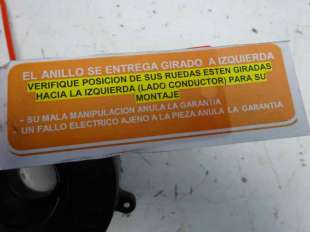 EL ANILLO SE ENTREGA GIRADO A IZQUIERDA
VERIFIQUE POSICION DE SUS RUEDAS ESTEN GIRADAS
HACIA LA IZQUIERDA (LADO CONDUCTOR) PARA SU
MONTAJE
- SU MALA MANIPULACION ANULA LA GARANTIA
- UN FALLO ELECTRICO AJENO A LA PIEZA ANULA LA GARANTIA